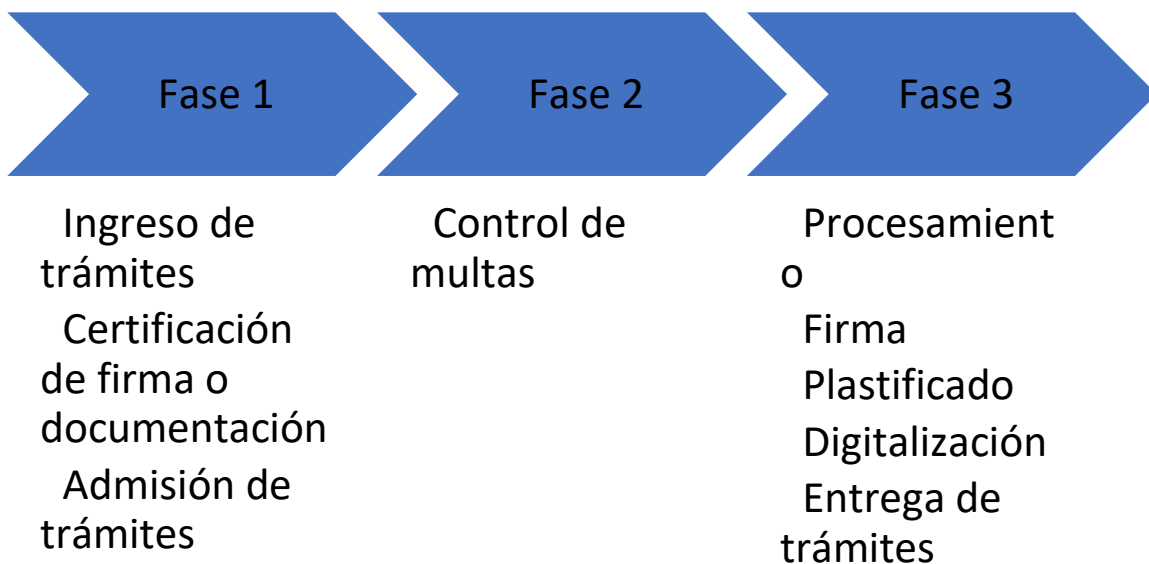 Fase 1
Ingreso de
trámites
Certificación
de firma o
documentación
Admisión de
trámites
Fase 2
Control de
multas
Fase 3
Procesamient
o
Firma
Plastificado
Digitalización
Entrega de
trámites